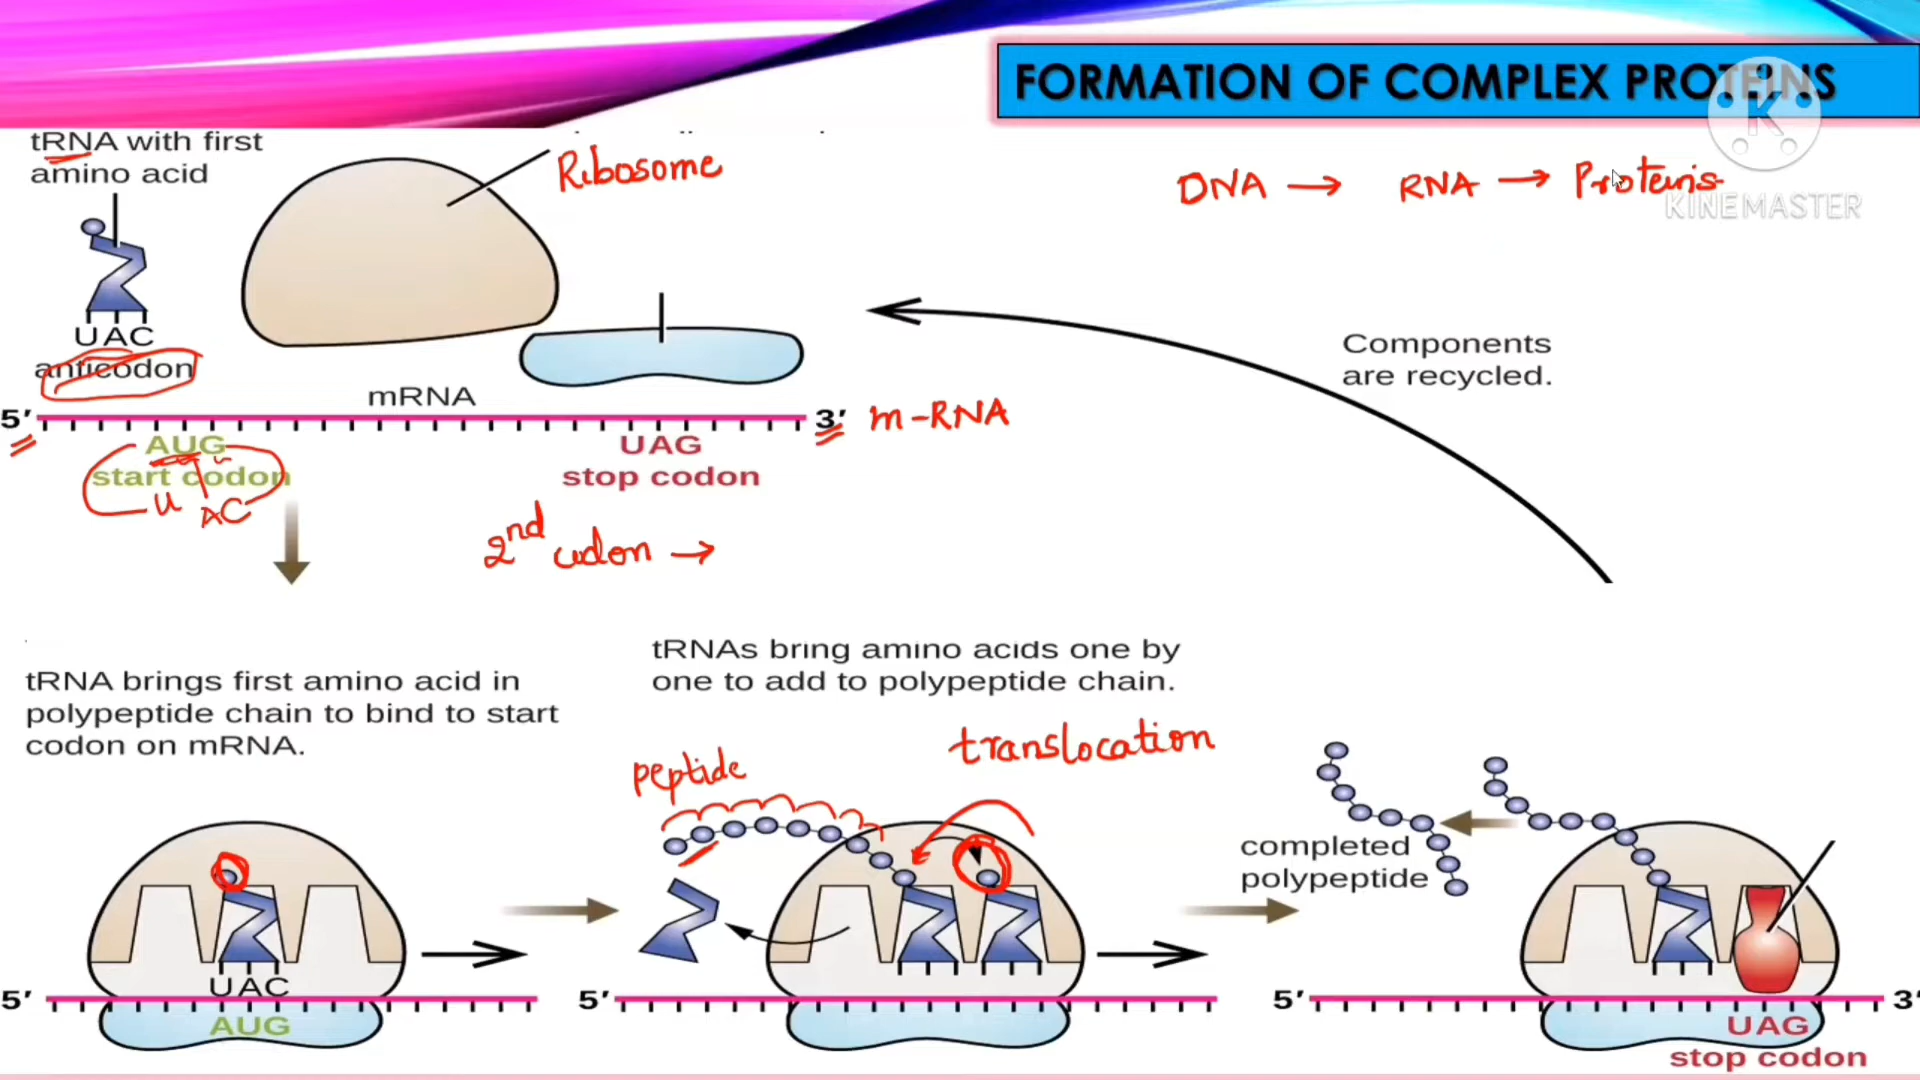 FORMATION OF COMPLEX PROTEINS
K
KINEMASTER
tRNA with first
amino acid
Ribosome
DNA → RNA → Proteins
UAC
anticodon
mRNA
5′ 3′ m-RNA
AUG
start codon
U AC
UAG
stop codon
2nd codon →
Components
are recycled.
tRNA brings first amino acid in
polypeptide chain to bind to start
codon on mRNA.
tRNAs bring amino acids one by
one to add to polypeptide chain.
peptide
translocation
completed
polypeptide
5′
UAC
AUG
5′
5′ 3′
UAG
stop codon